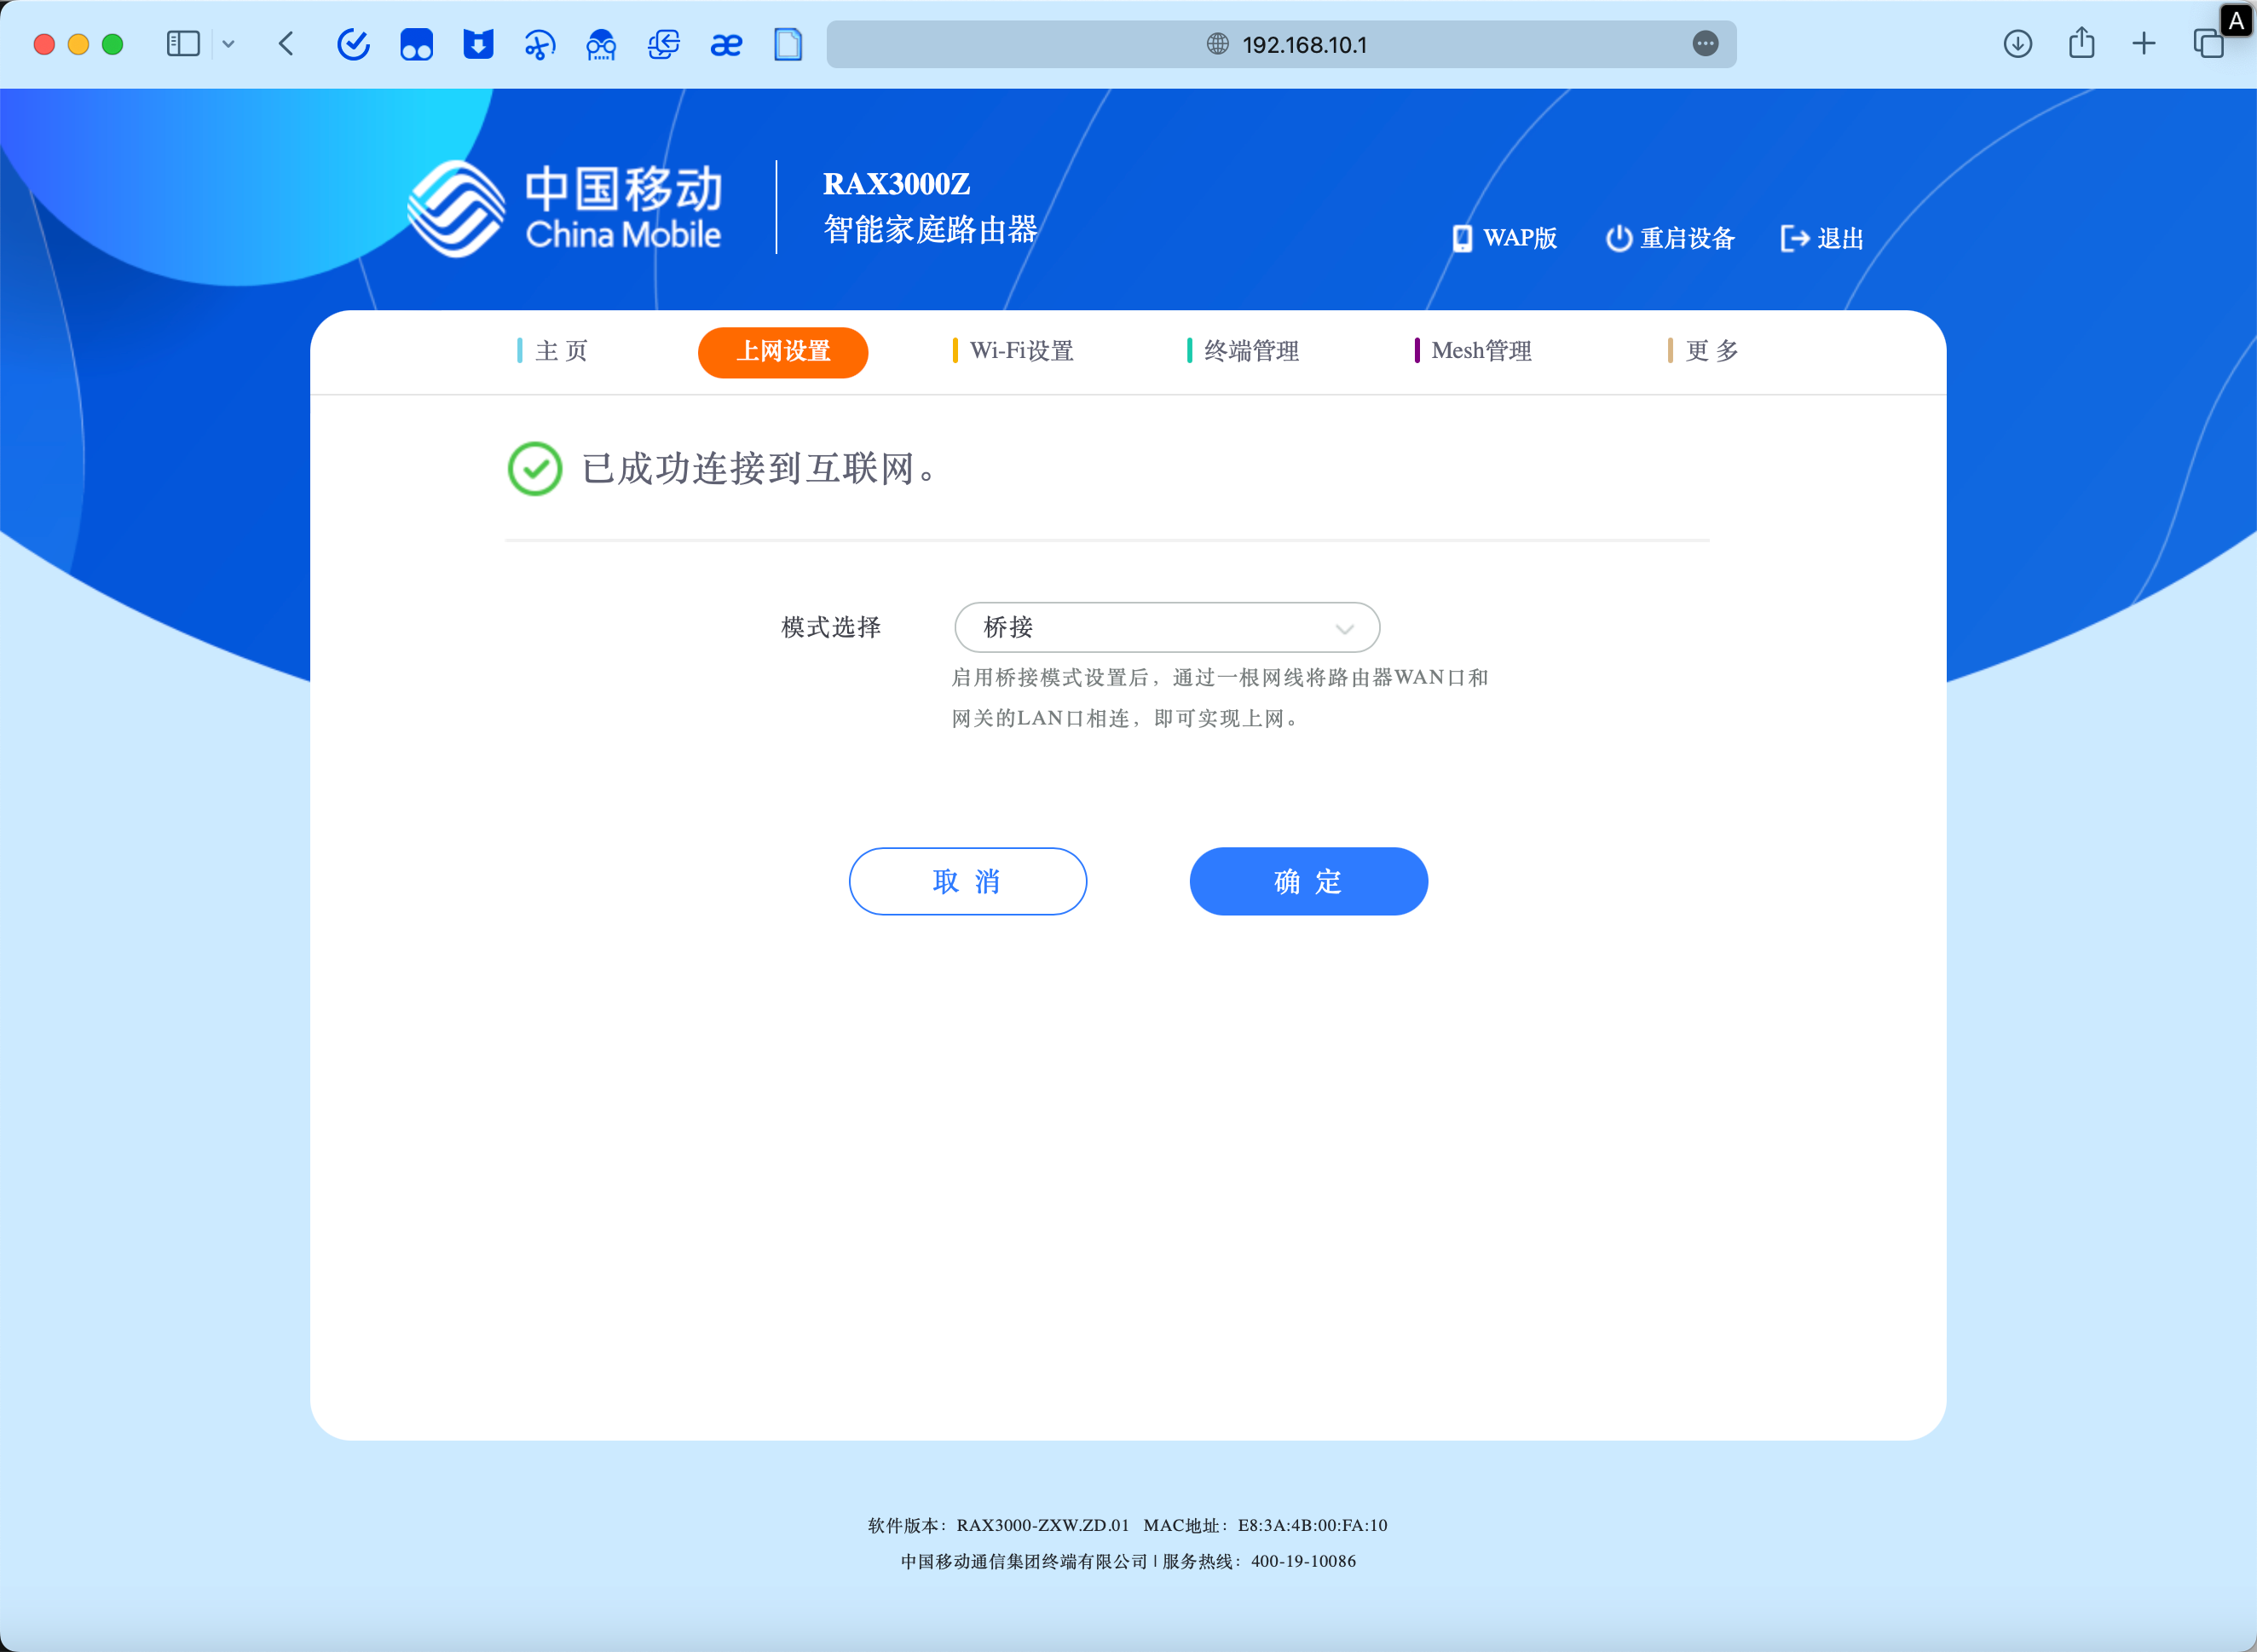 192.168.10.1
A
中国移动
China Mobile
RAX3000Z
智能家庭路由器
WAP版 重启设备 退出
主 页 上网设置 Wi-Fi设置 终端管理 Mesh管理 更 多
已成功连接到互联网。
模式选择 桥接
启用桥接模式设置后，通过一根网线将路由器WAN口和
网关的LAN口相连，即可实现上网。
取 消 确 定
软件版本：RAX3000-ZXW.ZD.01 MAC地址：E8:3A:4B:00:FA:10
中国移动通信集团终端有限公司 | 服务热线：400-19-10086